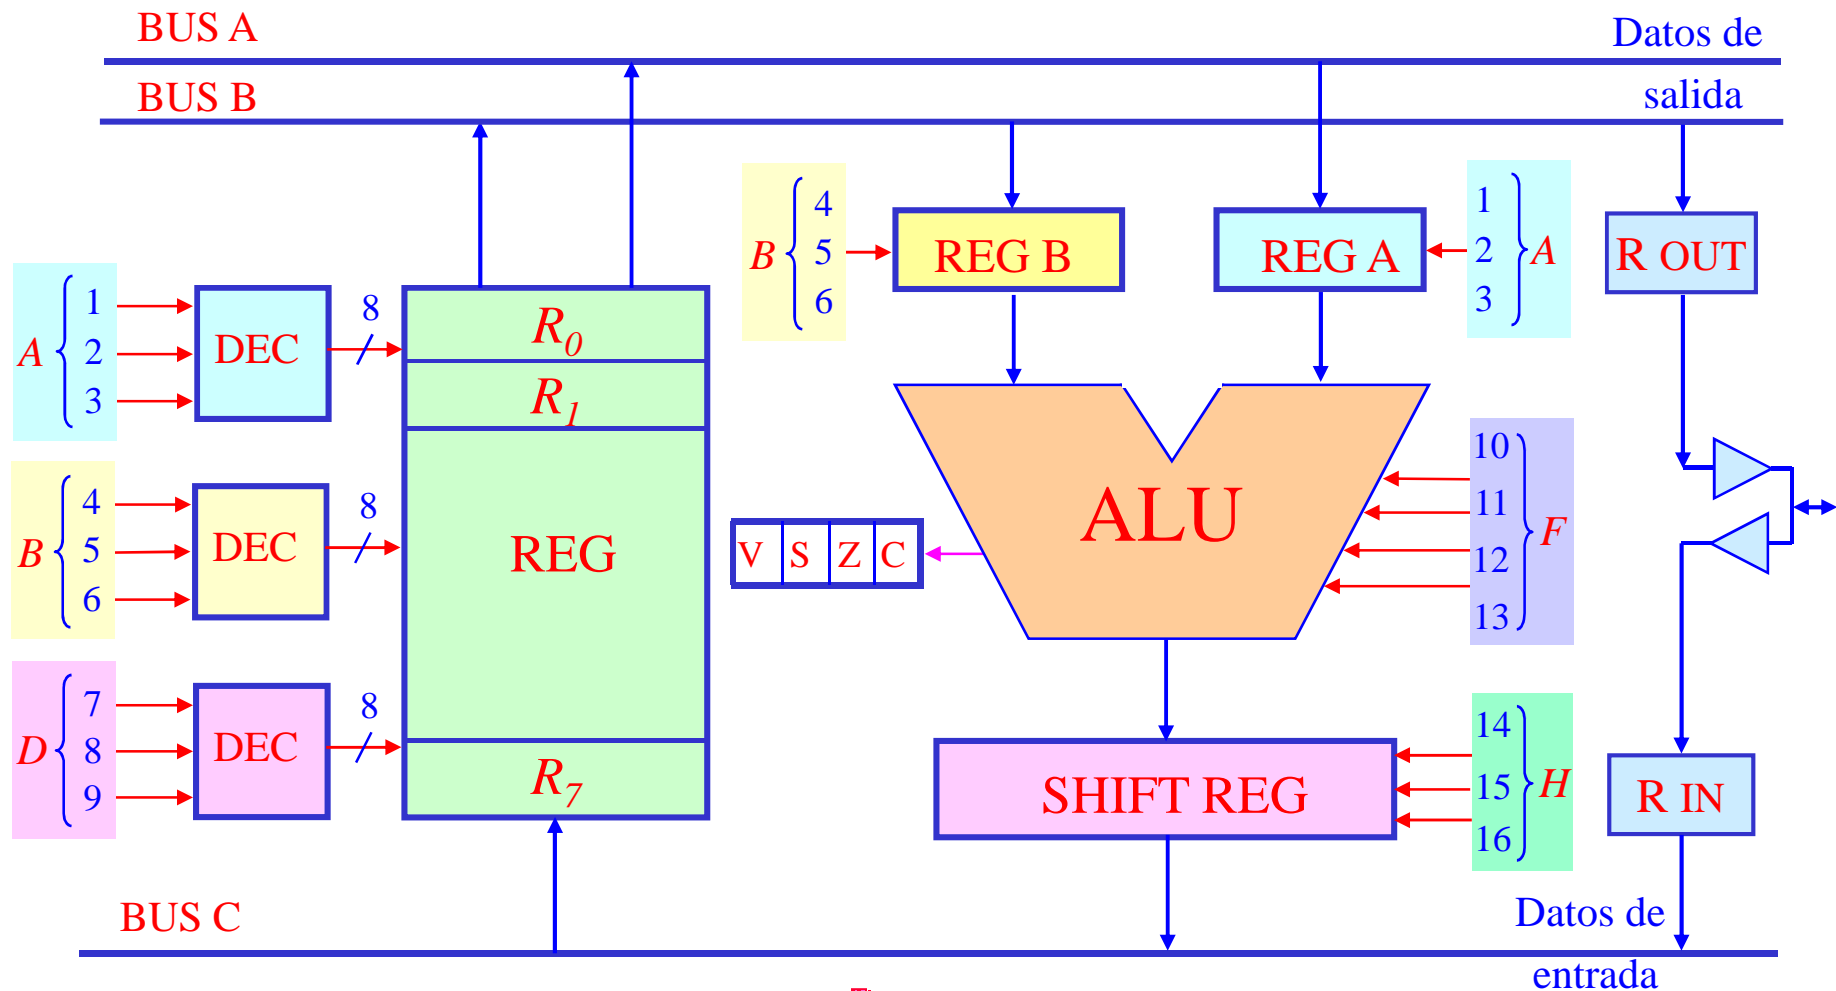 BUS A
Datos de
BUS B
salida
B
4
5
6
REG B
REG A
1
2
3
A
R OUT
A
1
2
3
DEC
8
R0
R1
REG
R7
B
4
5
6
DEC
8
D
7
8
9
DEC
8
ALU
V S Z C
10
11
12
13
F
SHIFT REG
14
15
16
H
R IN
BUS C
Datos de
entrada